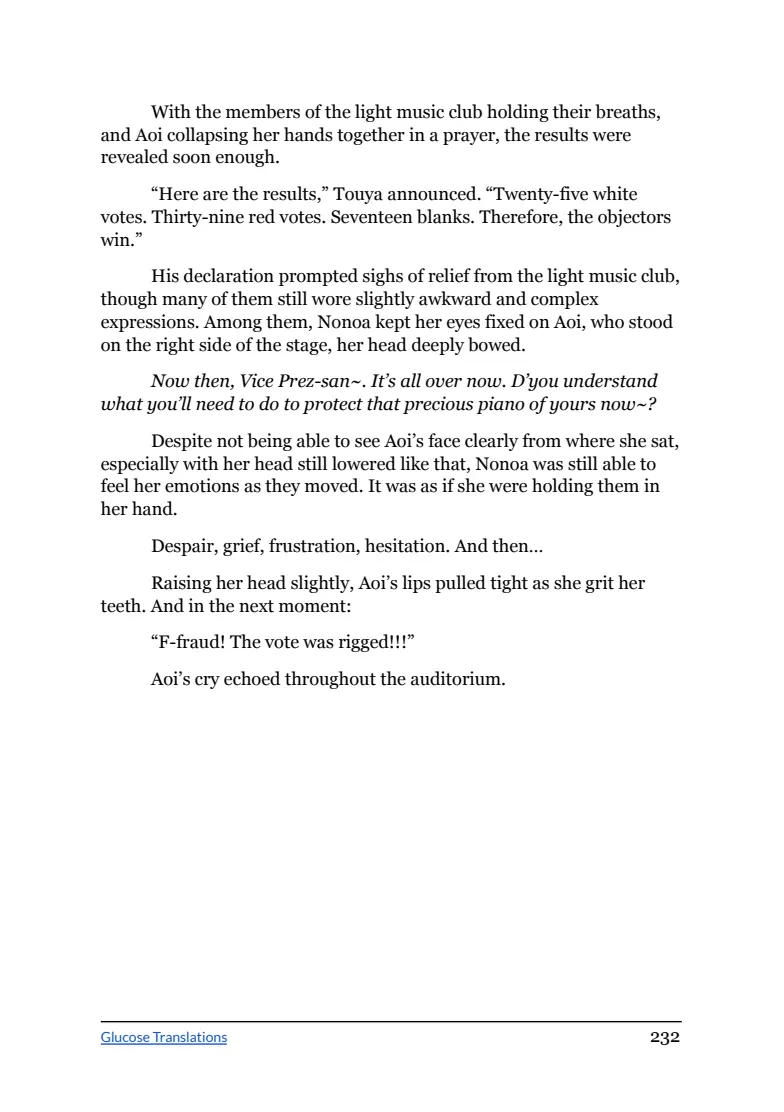 With the members of the light music club holding their breaths,
and Aoi collapsing her hands together in a prayer, the results were
revealed soon enough.
“Here are the results,” Touya announced. “Twenty-five white
votes. Thirty-nine red votes. Seventeen blanks. Therefore, the objectors
win.”
His declaration prompted sighs of relief from the light music club,
though many of them still wore slightly awkward and complex
expressions. Among them, Nonoa kept her eyes fixed on Aoi, who stood
on the right side of the stage, her head deeply bowed.
Now then, Vice Prez-san~. It’s all over now. D’you understand
what you’ll need to do to protect that precious piano of yours now~?
Despite not being able to see Aoi’s face clearly from where she sat,
especially with her head still lowered like that, Nonoa was still able to
feel her emotions as they moved. It was as if she were holding them in
her hand.
Despair, grief, frustration, hesitation. And then…
Raising her head slightly, Aoi’s lips pulled tight as she grit her
teeth. And in the next moment:
“F-fraud! The vote was rigged!!!”
Aoi’s cry echoed throughout the auditorium.
Glucose Translations 232